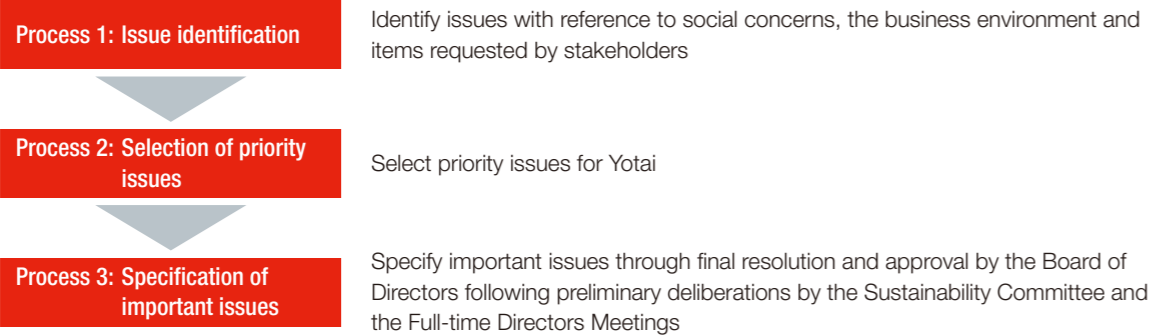 Process 1: Issue identification
Identify issues with reference to social concerns, the business environment and
items requested by stakeholders
Process 2: Selection of priority
issues
Select priority issues for Yotai
Process 3: Specification of
important issues
Specify important issues through final resolution and approval by the Board of
Directors following preliminary deliberations by the Sustainability Committee and
the Full-time Directors Meetings